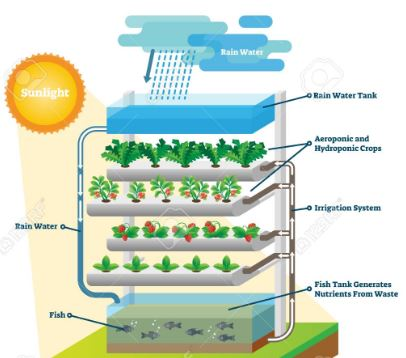 Rain Water
Sunlight
Rain Water Tank
Aeroponic and
Hydroponic Crops
Irrigation System
Rain Water
Fish Tank Generates
Nutrients From Waste
Fish